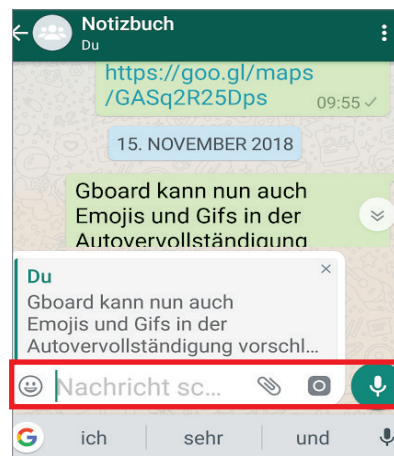 Notizbuch
Du
https://goo.gl/maps
/GASq2R25Dps
09:55
15. NOVEMBER 2018
Gboard kann nun auch
Emojis und Gifs in der
Autovervollständigung
Du
Gboard kann nun auch
Emojis und Gifs in der
Autovervollständigung vorschl...
Nachricht sc...
G ich sehr und